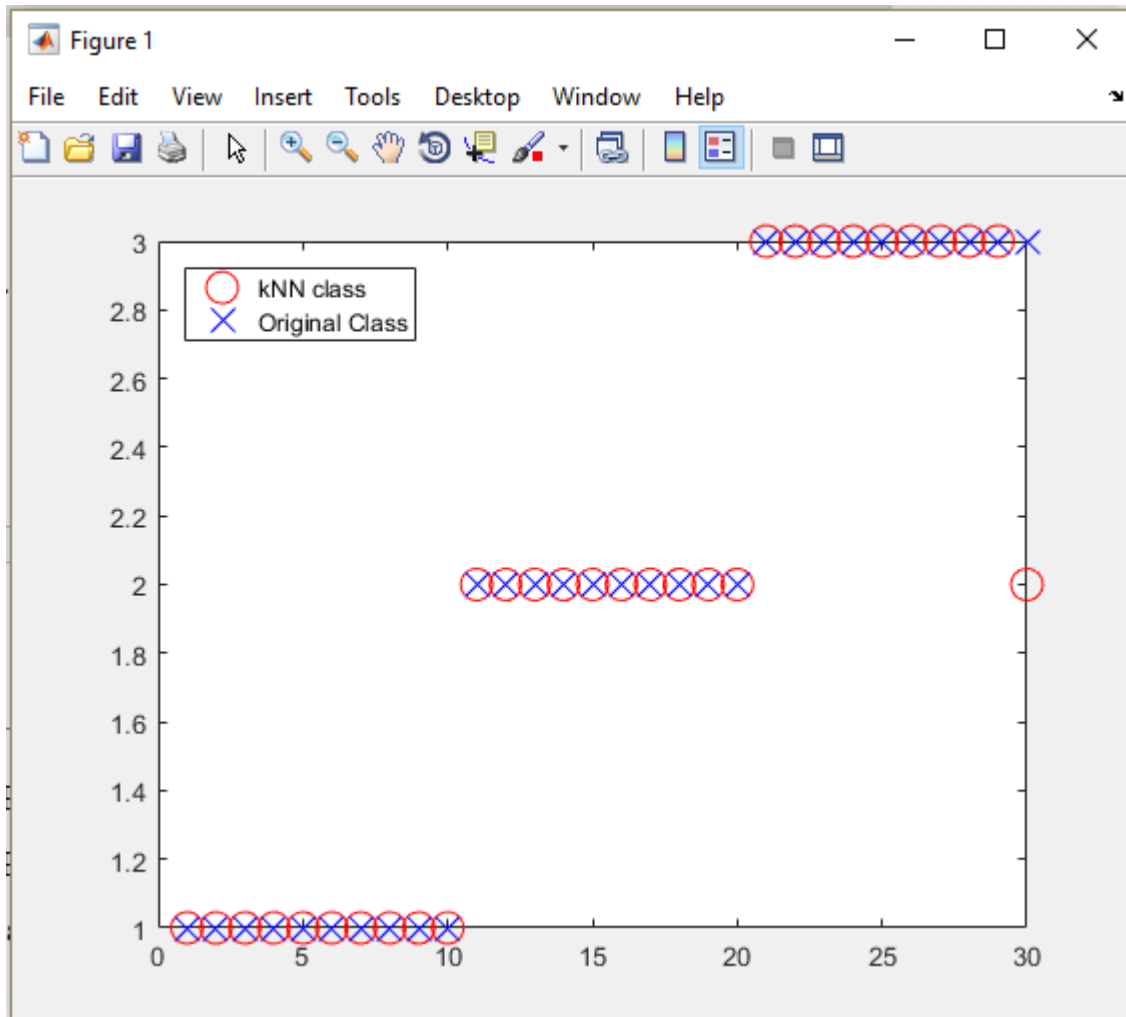 Figure 1
File Edit View Insert Tools Desktop Window Help
3
kNN class
2.8
Original Class
2.6
2.4
2.2
2
1.8
1.6
1.4
1.2
1
0 5 10 15 20 25 30